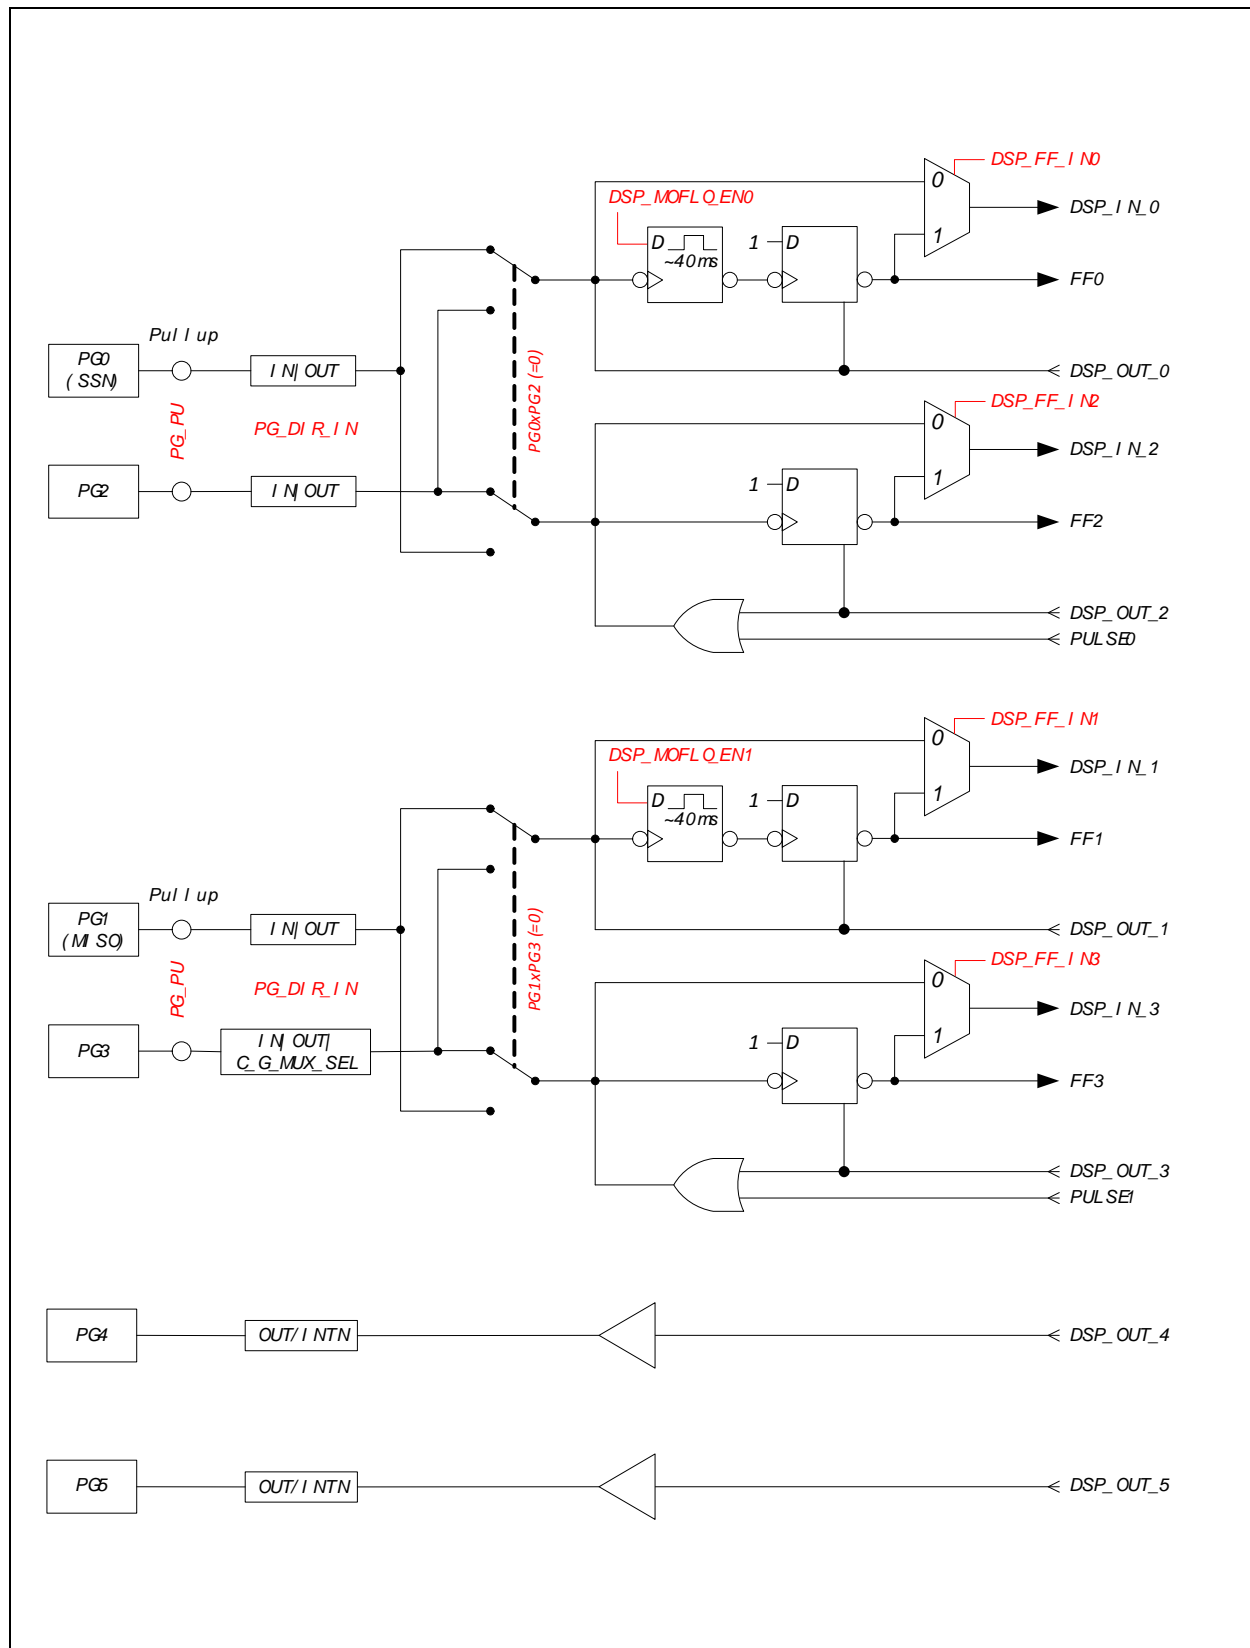 DSP_FF_IN0
0
DSP_MOFLO_EN0
DSP_IN_0
D
1
D
1
~40ms
FF0
Pull up
PG0
(SSN)
IN|OUT
PG0xPG2 (=0)
DSP_OUT_0
PG_PU
PG_DIR_IN
DSP_FF_IN2
0
DSP_IN_2
PG2
IN|OUT
1
D
1
FF2
DSP_OUT_2
PULSE0
DSP_FF_IN1
0
DSP_MOFLO_EN1
DSP_IN_1
D
1
D
1
~40ms
FF1
Pull up
PG1
(MISO)
IN|OUT
PG1xPG3 (=0)
DSP_OUT_1
PG_PU
PG_DIR_IN
DSP_FF_IN3
0
DSP_IN_3
PG3
IN|OUT|
C_G_MUX_SEL
1
D
1
FF3
DSP_OUT_3
PULSE1
PG4
OUT/INTN
DSP_OUT_4
PG5
OUT/INTN
DSP_OUT_5